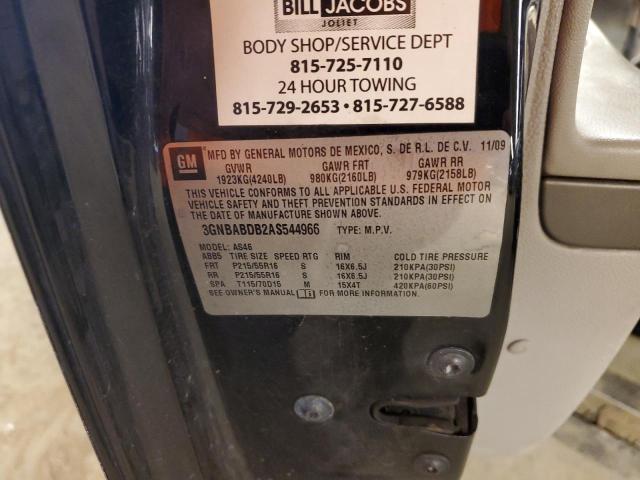 BILL JACOBS
JOLIET
BODY SHOP/SERVICE DEPT
815-725-7110
24 HOUR TOWING
815-729-2653 • 815-727-6588
GM MFD BY GENERAL MOTORS DE MEXICO, S. DE R.L. DE C.V. 11/09
GVWR GAWR FRT GAWR RR
1923KG(4240LB) 980KG(2160LB) 979KG(2158LB)
THIS VEHICLE CONFORMS TO ALL APPLICABLE U.S. FEDERAL MOTOR
VEHICLE SAFETY AND THEFT PREVENTION STANDARDS IN EFFECT ON
THE DATE OF MANUFACTURE SHOWN ABOVE.
3GNBABDB2AS544966 TYPE: M.P.V.
MODEL: AS46
ABB5 TIRE SIZE SPEED RTG RIM COLD TIRE PRESSURE
FRT P215/55R16 S 16X6.5J 210KPA(30PSI)
RR P215/55R16 S 16X6.5J 210KPA(30PSI)
SPA T115/70D15 M 15X4T 420KPA(60PSI)
SEE OWNER'S MANUAL i